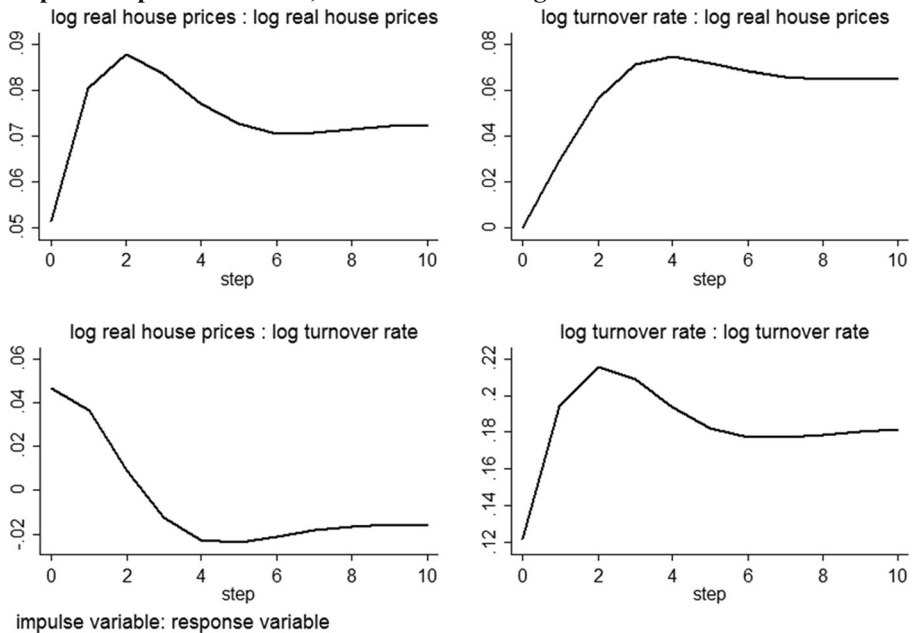 log real house prices : log real house prices
.09
.08
.07
.06
.05
0 2 4 6 8 10
step
log turnover rate : log real house prices
.08
.06
.04
.02
0
0 2 4 6 8 10
step
log real house prices : log turnover rate
.06
.04
.02
0
-.02
0 2 4 6 8 10
step
log turnover rate : log turnover rate
.22
.2
.18
.16
.14
.12
0 2 4 6 8 10
step
impulse variable: response variable